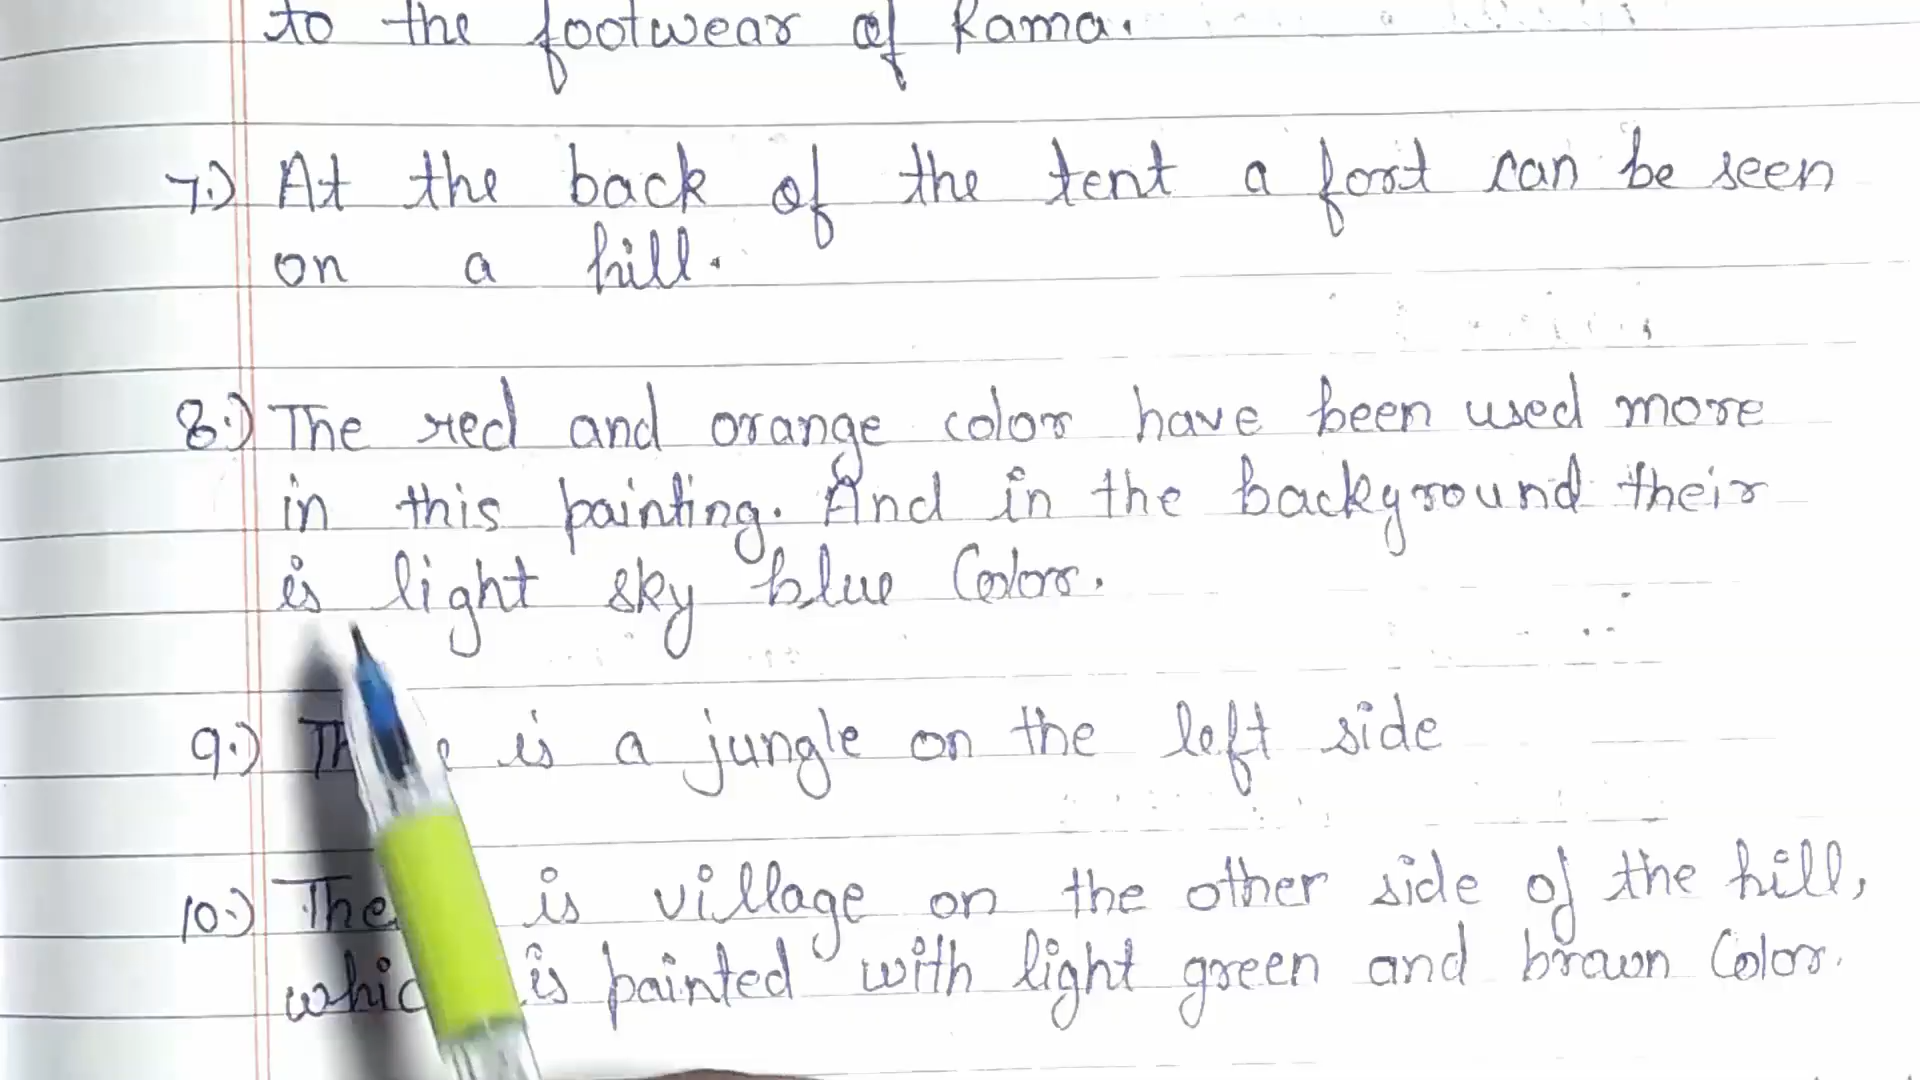 to the footwear of Rama.
7.) At the back of the tent a fort can be seen
on a hill.
8.) The red and orange color have been used more
in this painting. And in the background their
is light sky blue Color.
9.) is a jungle on the left side
10.) is village on the other side of the hill,
is painted with light green and brown Color.